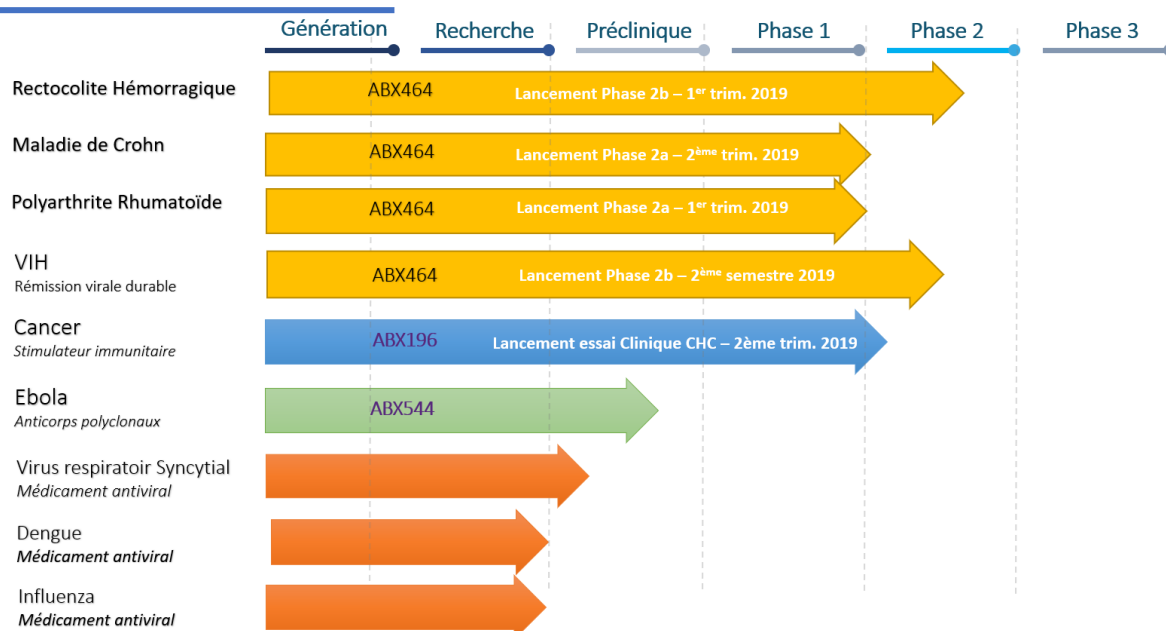 Génération Recherche Préclinique Phase 1 Phase 2 Phase 3
Rectocolite Hémorragique ABX464 Lancement Phase 2b – 1er trim. 2019
Maladie de Crohn ABX464 Lancement Phase 2a – 2ème trim. 2019
Polyarthrite Rhumatoïde ABX464 Lancement Phase 2a – 1er trim. 2019
VIH
Rémission virale durable
ABX464 Lancement Phase 2b – 2ème semestre 2019
Cancer
Stimulateur immunitaire
ABX196 Lancement essai Clinique CHC – 2ème trim. 2019
Ebola
Anticorps polyclonaux
ABX544
Virus respiratoir Syncytial
Médicament antiviral
Dengue
Médicament antiviral
Influenza
Médicament antiviral